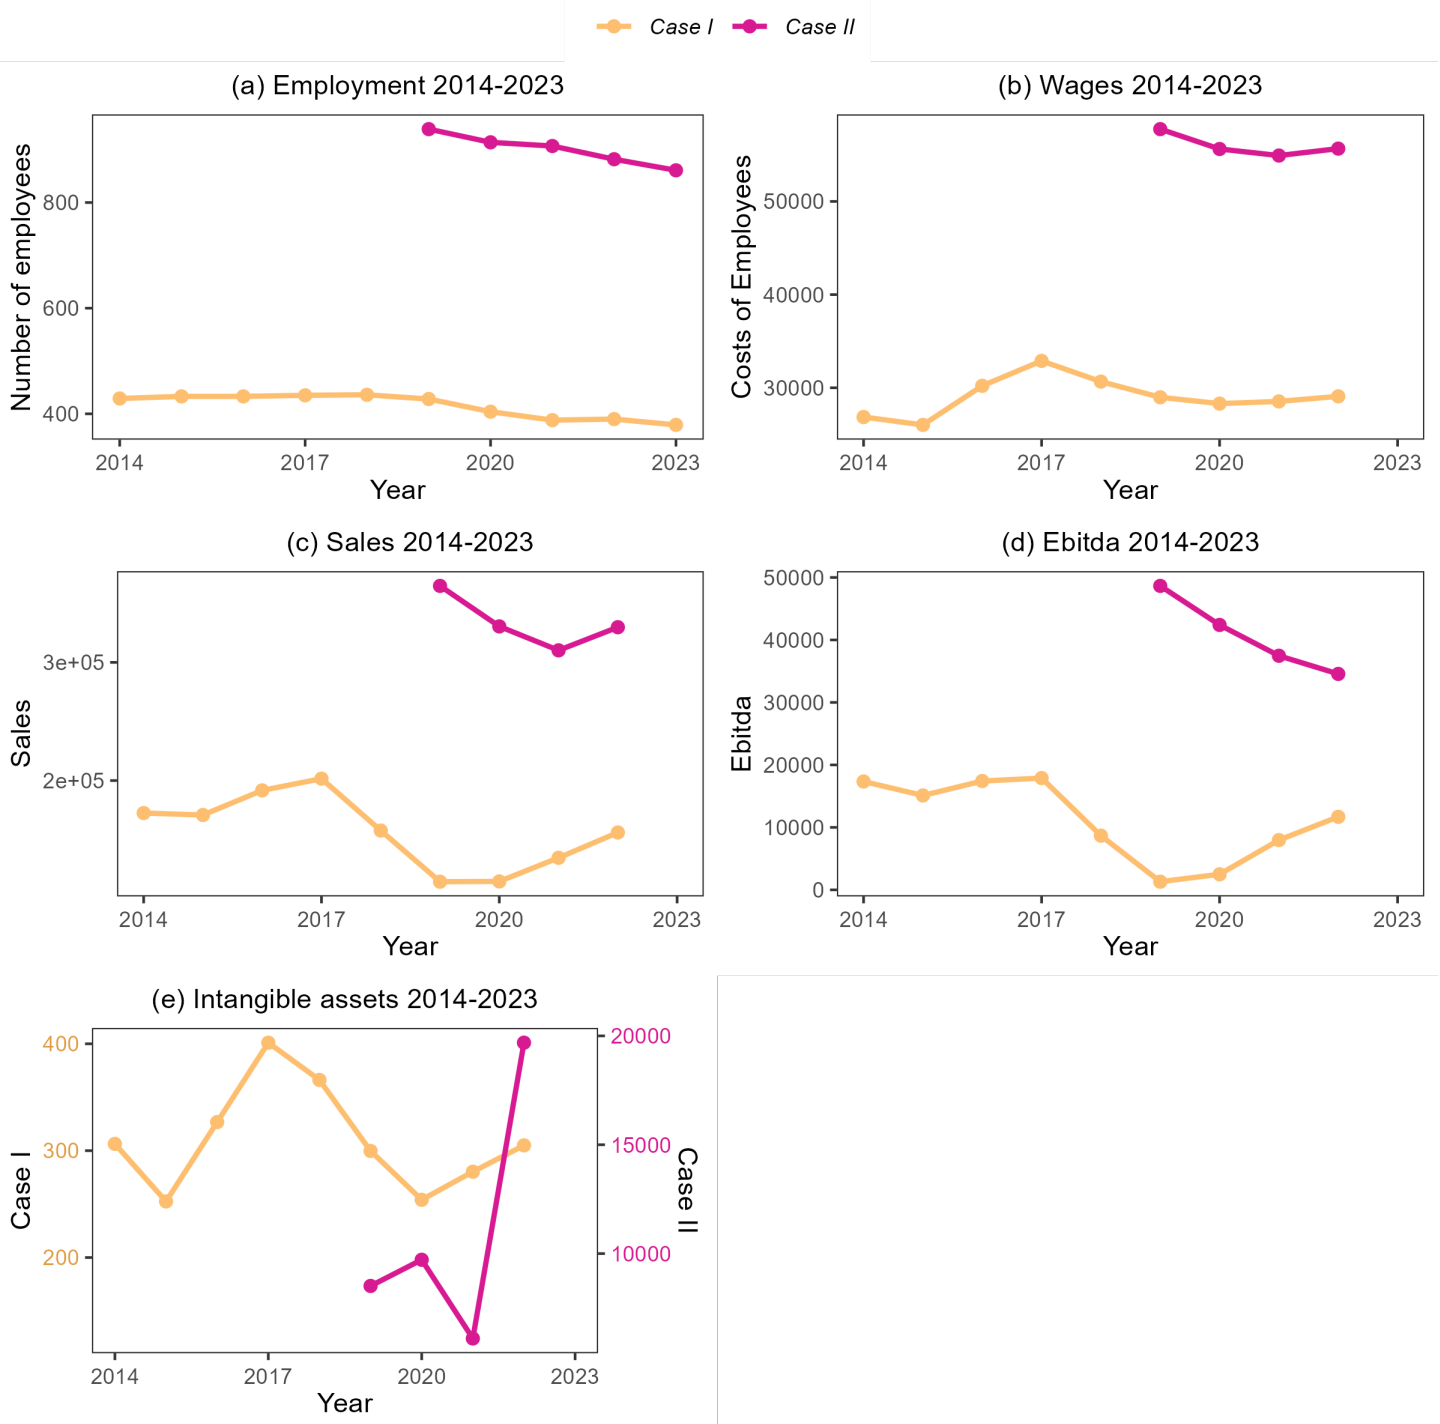 Case I Case II
(a) Employment 2014-2023
Number of employees
800
600
400
2014 2017 2020 2023
Year
(b) Wages 2014-2023
Costs of Employees
50000
40000
30000
2014 2017 2020 2023
Year
(c) Sales 2014-2023
Sales
3e+05
2e+05
2014 2017 2020 2023
Year
(d) Ebitda 2014-2023
Ebitda
50000
40000
30000
20000
10000
0
2014 2017 2020 2023
Year
(e) Intangible assets 2014-2023
Case I
400
300
200
20000
15000
10000
Case II
2014 2017 2020 2023
Year